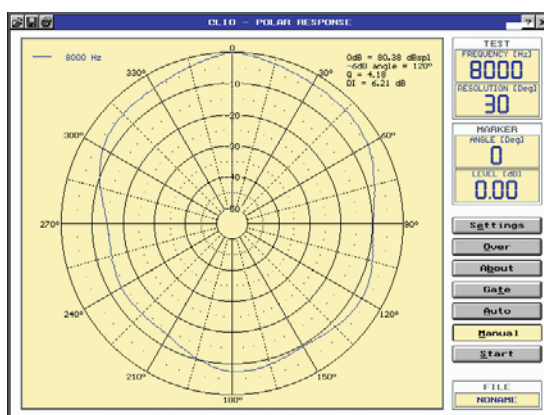 CLIO - POLAR RESPONSE
?
×
8000 Hz
0dB = 80.38 dBspl
-6dB angle = 120°
Q = 4.18
DI = 6.21 dB
0
330°
30°
300°
60°
270°
90°
240°
120°
210°
150°
180°
-10
-20
-30
-40
-50
TEST
FREQUENCY [Hz]
8000
RESOLUTION [Deg]
30
MARKER
ANGLE [Deg]
0
LEVEL [dB]
0.00
Settings
Over
About
Gate
Auto
Manual
Start
FILE
NONAME